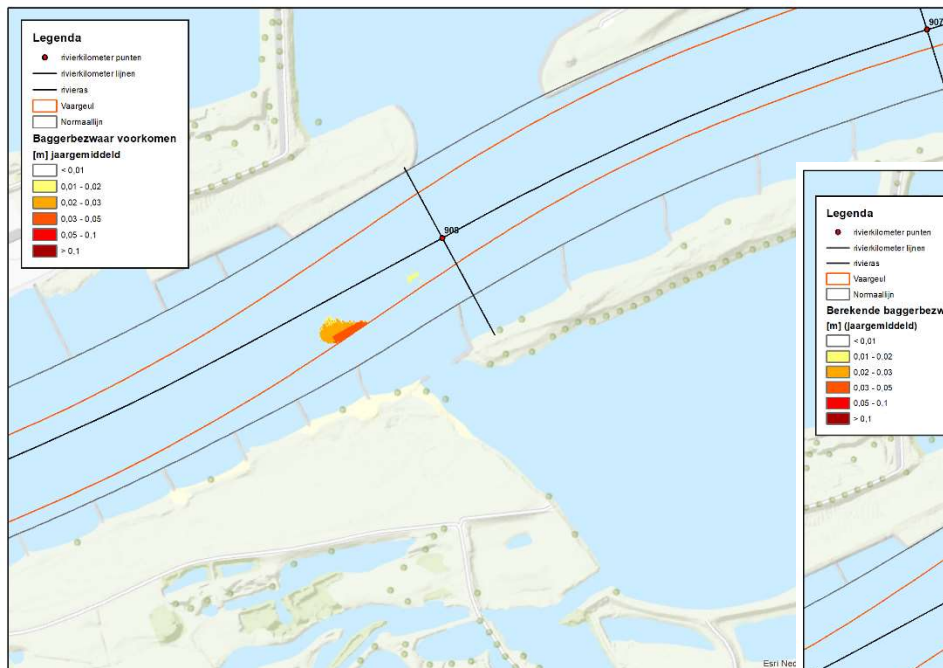 Legenda
rivierkilometer punten
rivierkilometer lijnen
rivieras
Vaargeul
Normaallijn
Baggerbezwaar voorkomen
[m] jaargemiddeld
< 0,01
0,01 - 0,02
0,02 - 0,03
0,03 - 0,05
0,05 - 0,1
> 0,1
907
908
Esri Ned
Legenda
rivierkilometer punten
rivierkilometer lijnen
rivieras
Vaargeul
Normaallijn
Berekende baggerbezw
[m] (jaargemiddeld)
< 0,01
0,01 - 0,02
0,02 - 0,03
0,03 - 0,05
0,05 - 0,1
> 0,1